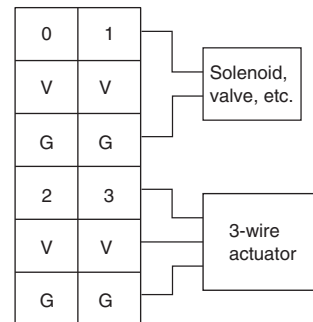 0 1
V V
G G
2 3
V V
G G
Solenoid,
valve, etc.
3-wire
actuator